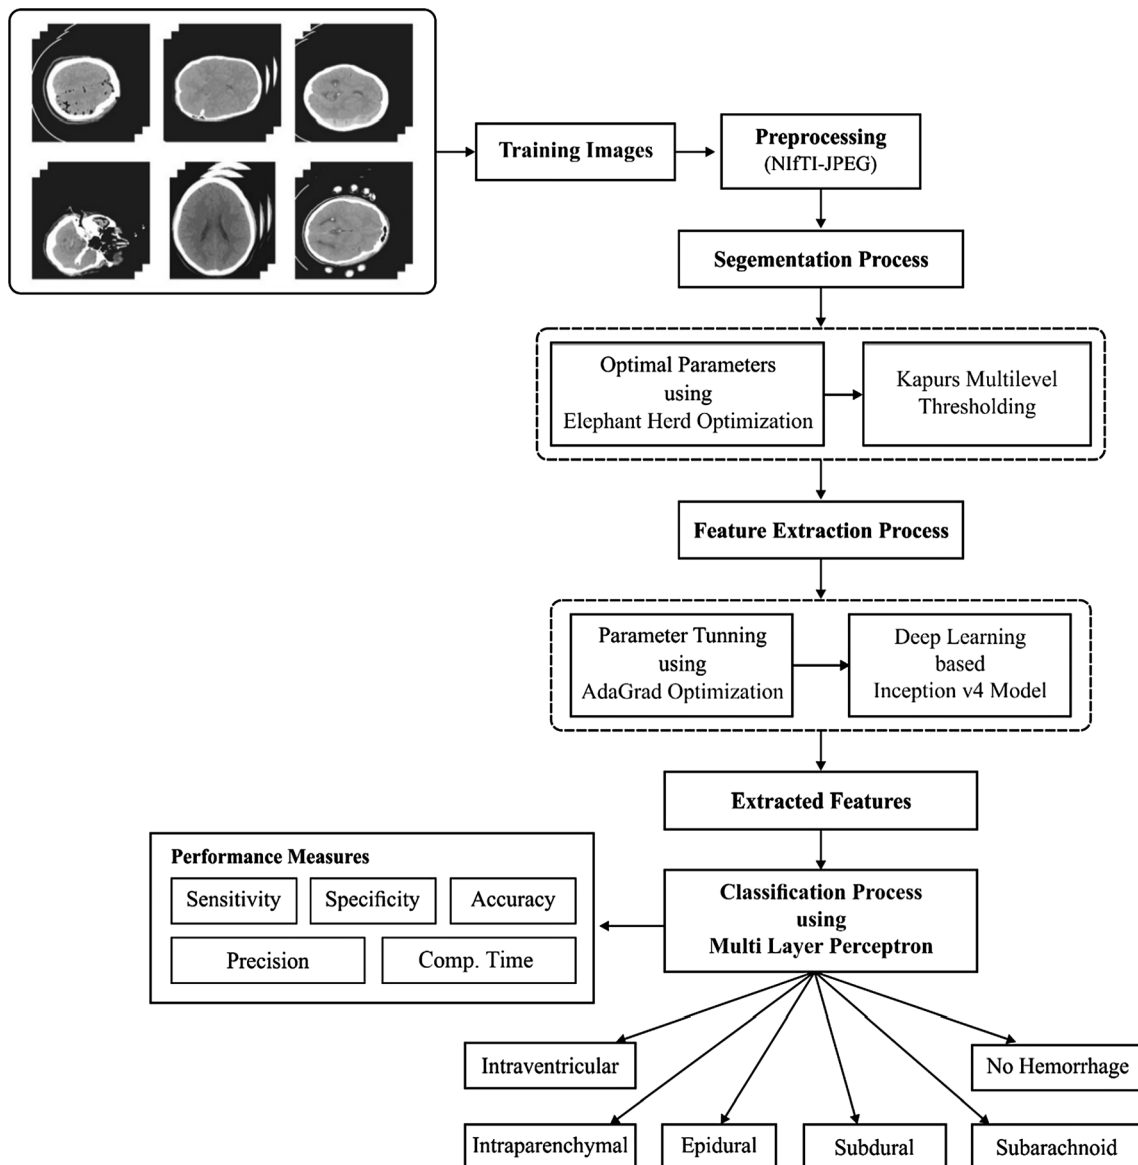 Training Images
Preprocessing
(NIfTI-JPEG)
Segementation Process
Optimal Parameters
using
Elephant Herd Optimization
Kapurs Multilevel
Thresholding
Feature Extraction Process
Parameter Tunning
using
AdaGrad Optimization
Deep Learning
based
Inception v4 Model
Extracted Features
Performance Measures
Sensitivity
Specificity
Accuracy
Precision
Comp. Time
Classification Process
using
Multi Layer Perceptron
Intraventricular
No Hemorrhage
Intraparenchymal
Epidural
Subdural
Subarachnoid